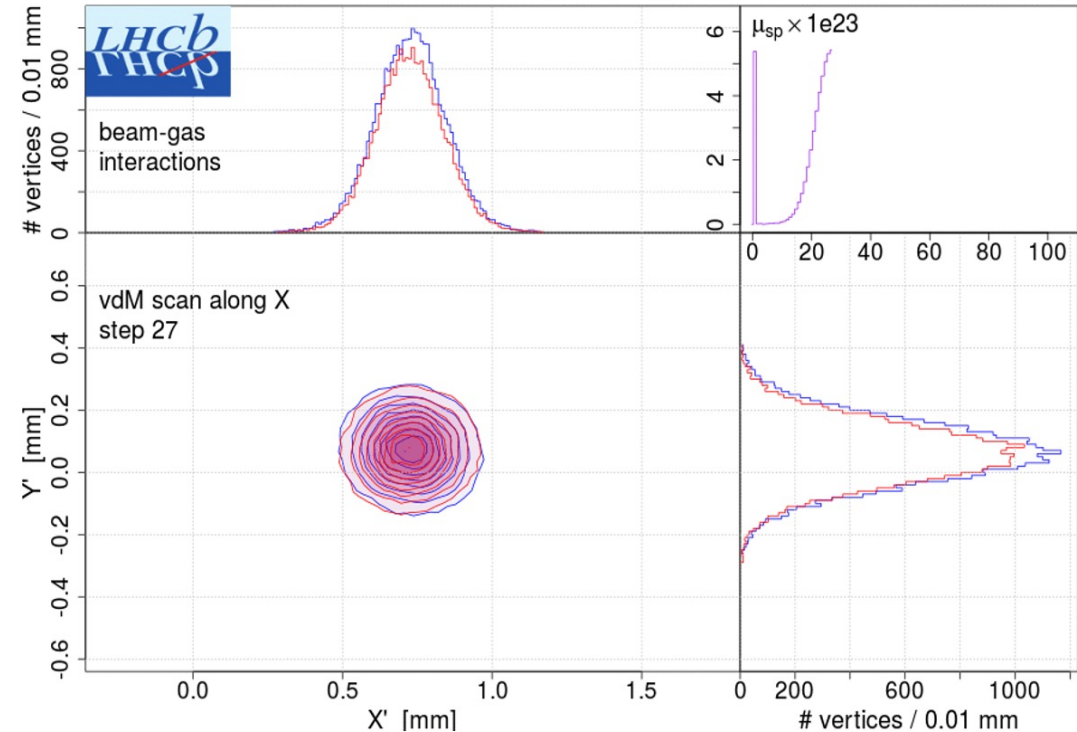 LHCb
LHCb
beam-gas
interactions
# vertices / 0.01 mm
0
400
800
μsp × 1e23
0
2
4
6
0 20 40 60 80 100
vdM scan along X
step 27
Y' [mm]
0.6
0.4
0.2
0.0
-0.2
-0.4
-0.6
0.0 0.5 1.0 1.5
X' [mm]
0 200 600 1000
# vertices / 0.01 mm